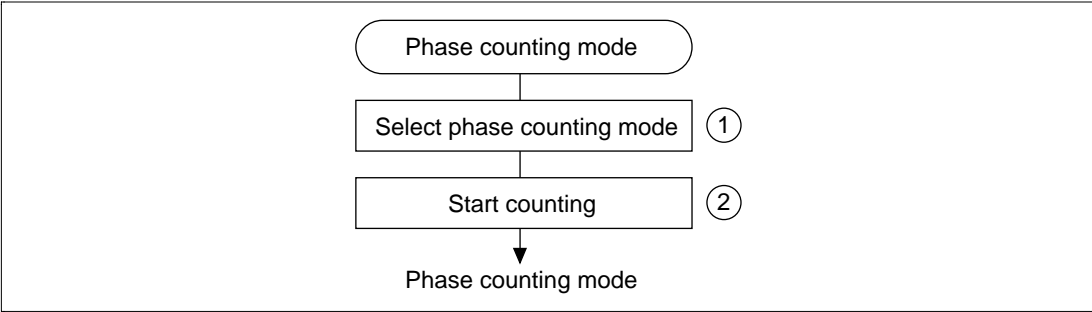 Phase counting mode
Select phase counting mode 1
Start counting 2
Phase counting mode